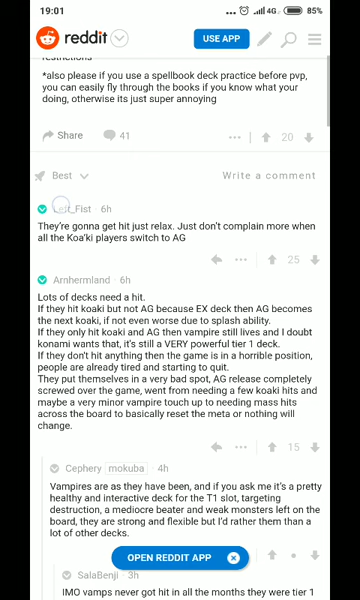 19:01 ... 4G 85%
reddit USE APP
restrictions
*also please if you use a spellbook deck practice before pvp,
you can easily fly through the books if you know what your
doing, otherwise its just super annoying
Share 41 ... 20
Best Write a comment
Left_Fist · 6h
They're gonna get hit just relax. Just don't complain more when
all the Koa'ki players switch to AG
... 25
Arnhermland · 6h
Lots of decks need a hit.
If they hit koaki but not AG because EX deck then AG becomes
the next koaki, if not even worse due to splash ability.
If they only hit koaki and AG then vampire still lives and I doubt
konami wants that, it's still a VERY powerful tier 1 deck.
If they don't hit anything then the game is in a horrible position,
people are already tired and starting to quit.
They put themselves in a very bad spot, AG release completely
screwed over the game, went from needing a few koaki hits and
maybe a very minor vampire touch up to needing mass hits
across the board to basically reset the meta or nothing will
change.
... 15
Cephery mokuba · 4h
Vampires are as they have been, and if you ask me it's a pretty
healthy and interactive deck for the T1 slot, targeting
destruction, a mediocre beater and weak monsters left on the
board, they are strong and flexible but I'd rather them than a
lot of other decks.
OPEN REDDIT APP
SalaBenji · 3h
IMO vamps never got hit in all the months they were tier 1